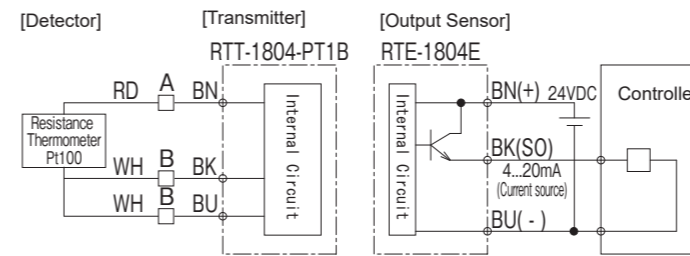 [Detector]
[Transmitter]
[Output Sensor]
RTT-1804-PT1B
RTE-1804E
RD A BN
BN(+) 24VDC
Controlle
Resistance
Thermometer
Pt100
Internal Circuit
Internal Circuit
WH B BK
BK(SO)
4...20mA
(Current source)
WH B BU
BU( - )